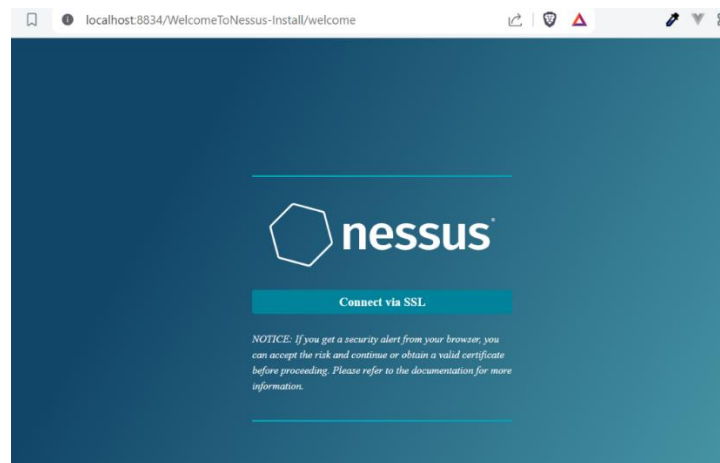 localhost:8834/WelcomeToNessus-Install/welcome
nessus
Connect via SSL
NOTICE: If you get a security alert from your browser, you
can accept the risk and continue or obtain a valid certificate
before proceeding. Please refer to the documentation for more
information.